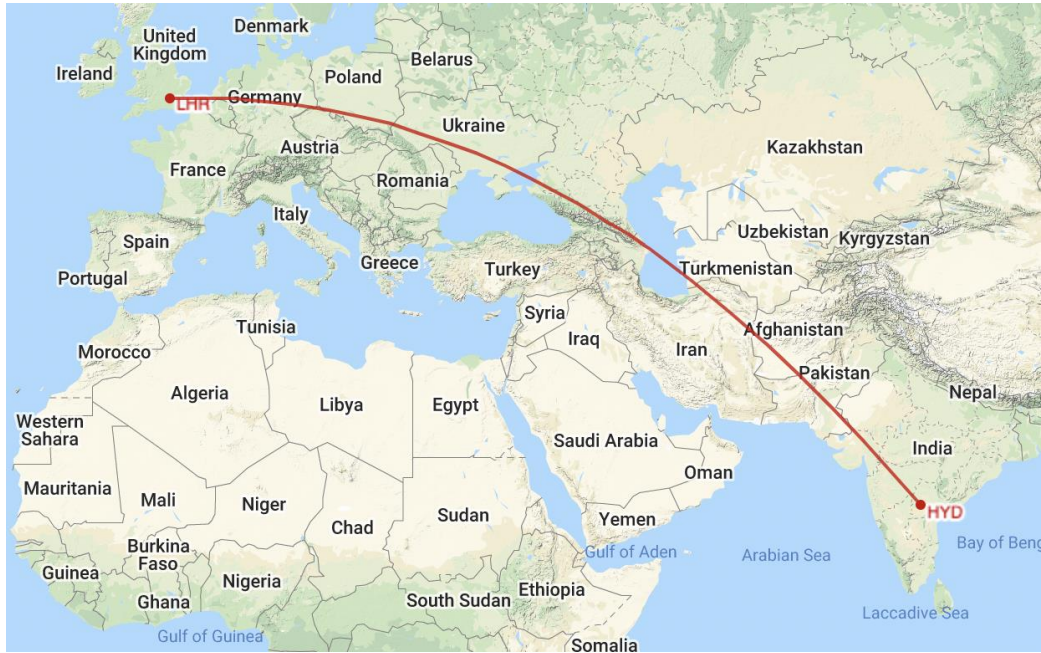 Denmark
United
Kingdom
Ireland
Belarus
Poland
LHR
Germany
Ukraine
Austria
Kazakhstan
France
Romania
Italy
Uzbekistan
Kyrgyzstan
Spain
Greece
Turkey
Turkmenistan
Portugal
Syria
Tunisia
Afghanistan
Iraq
Iran
Morocco
Pakistan
Algeria
Nepal
Libya
Egypt
Western
Sahara
Saudi Arabia
India
Oman
Mauritania
Mali
Niger
HYD
Sudan
Chad
Yemen
Bay of Beng
Burkina
Faso
Gulf of Aden
Arabian Sea
Guinea
Nigeria
Ethiopia
Ghana
South Sudan
Laccadive Sea
Gulf of Guinea
Somalia